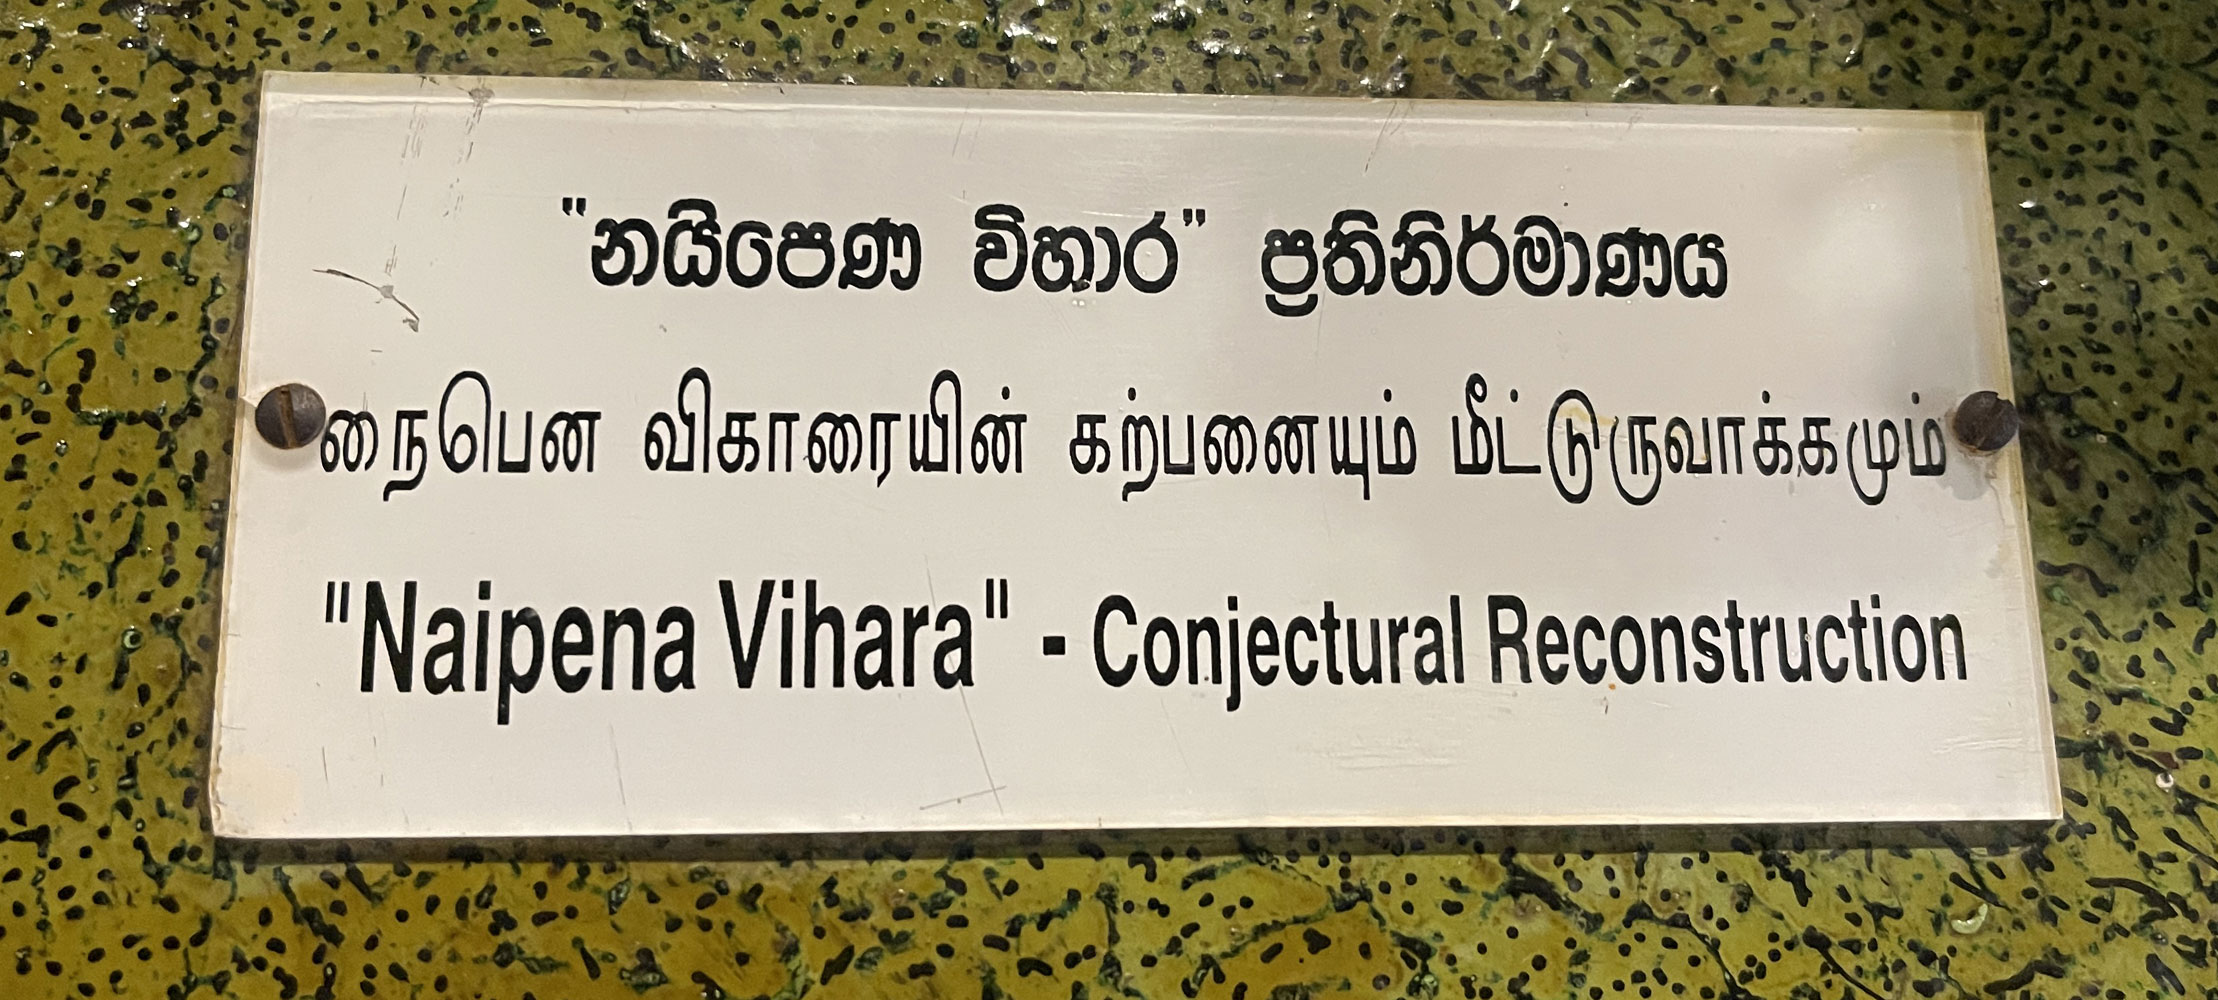 "නයිපෙණ විහාර" ප්‍රතිනිර්මාණය
நைபென விகாரையின் கற்பனையும் மீட்டுருவாக்கமும்
"Naipena Vihara" - Conjectural Reconstruction